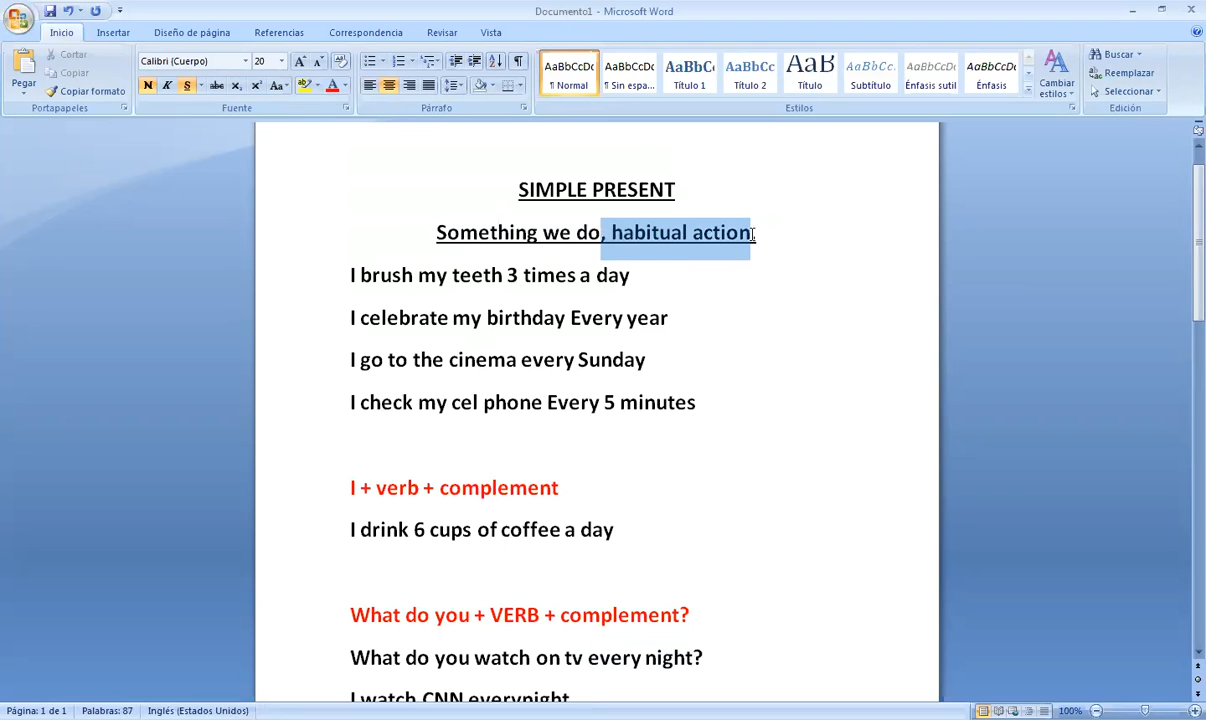 Documento1 - Microsoft Word
Inicio Insertar Diseño de página Referencias Correspondencia Revisar Vista
Pegar
Cortar
Copiar
Copiar formato
Portapapeles
Calibri (Cuerpo) 20
N K S abc x₂ x² Aa
Fuente
Párrafo
AaBbCcDc AaBbCcDc AaBbC AaBbCc AaB AaBbCc. AaBbCcDc AaBbCcDc
¶ Normal ¶ Sin espa... Título 1 Título 2 Título Subtítulo Énfasis sutil Énfasis
Cambiar estilos
Estilos
Buscar
Reemplazar
Seleccionar
Edición
SIMPLE PRESENT
Something we do, habitual action.
I brush my teeth 3 times a day
I celebrate my birthday Every year
I go to the cinema every Sunday
I check my cel phone Every 5 minutes
I + verb + complement
I drink 6 cups of coffee a day
What do you + VERB + complement?
What do you watch on tv every night?
I watch CNN everynight
Página: 1 de 1 Palabras: 87 Inglés (Estados Unidos) 100%